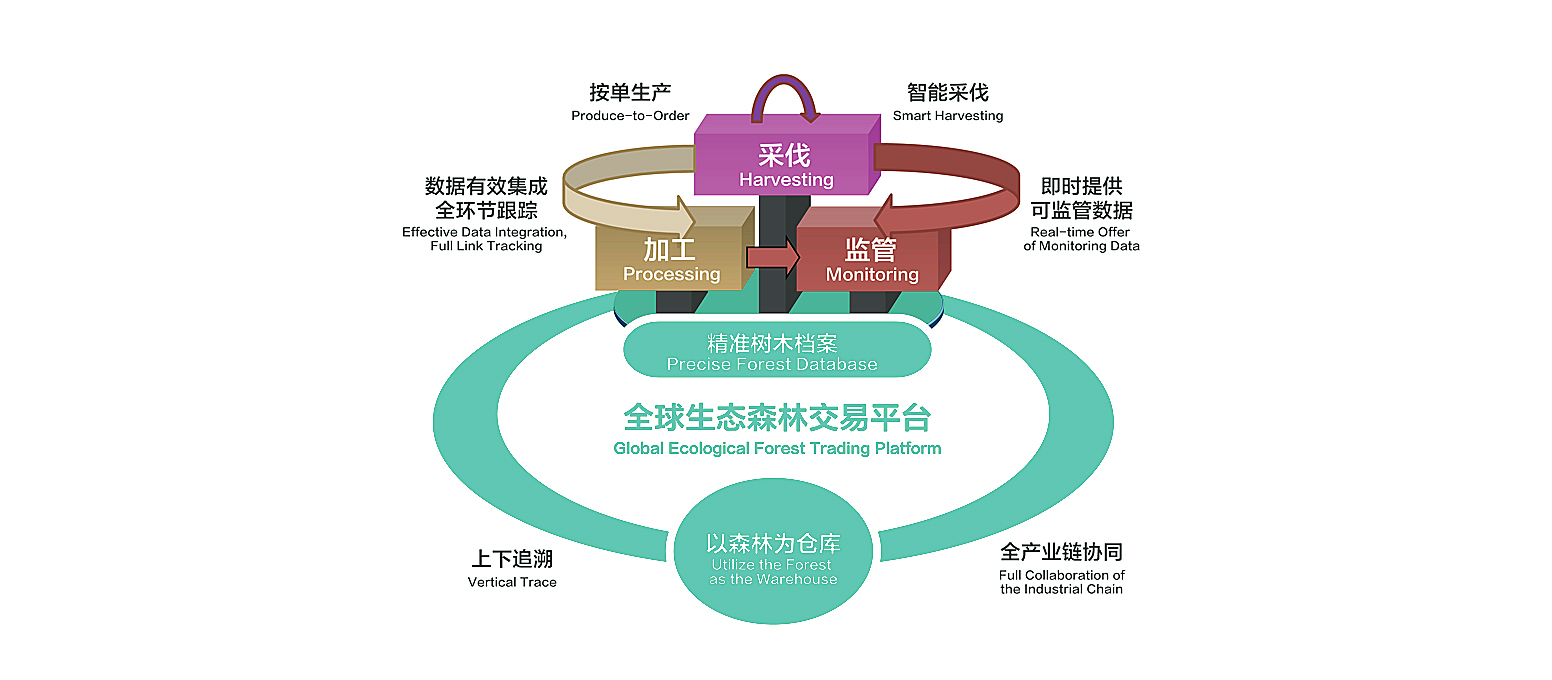 按单生产
Produce-to-Order
智能采伐
Smart Harvesting
采伐
Harvesting
数据有效集成
全环节跟踪
Effective Data Integration,
Full Link Tracking
即时提供
可监管数据
Real-time Offer
of Monitoring Data
加工
Processing
监管
Monitoring
精准树木档案
Precise Forest Database
全球生态森林交易平台
Global Ecological Forest Trading Platform
以森林为仓库
Utilize the Forest
as the Warehouse
上下追溯
Vertical Trace
全产业链协同
Full Collaboration of
the Industrial Chain